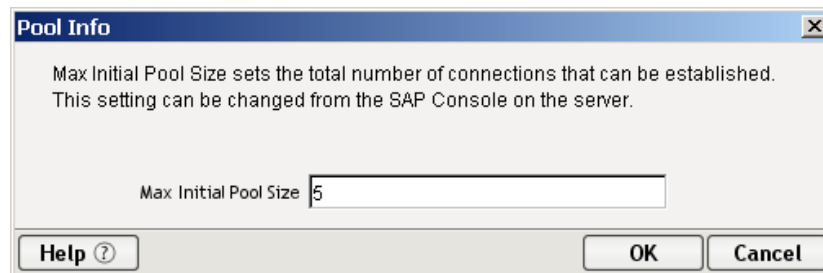 Pool Info
Max Initial Pool Size sets the total number of connections that can be established.
This setting can be changed from the SAP Console on the server.
Max Initial Pool Size 5
Help ? OK Cancel